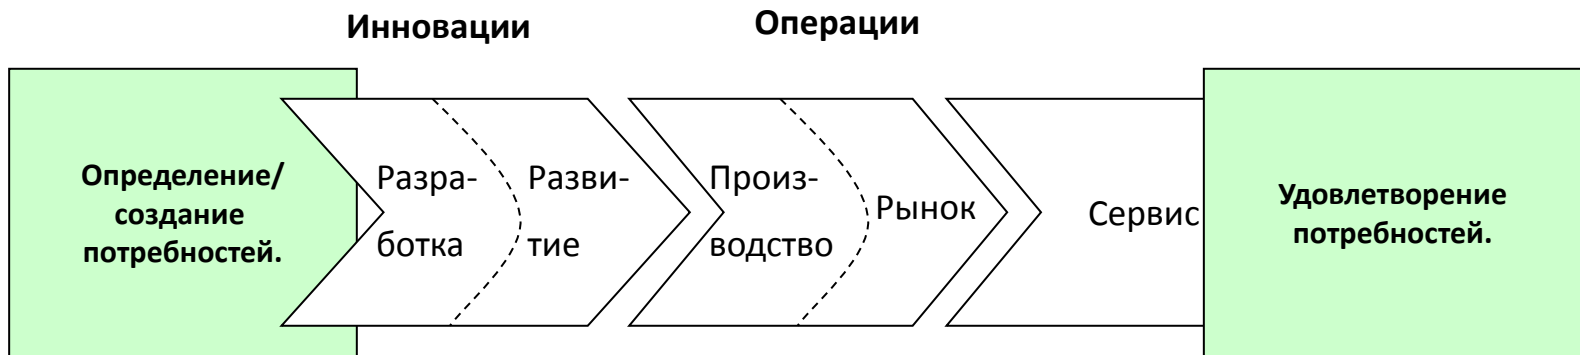 Инновации
Операции
Определение/
создание
потребностей.
Разра-
ботка
Разви-
тие
Произ-
водство
Рынок
Сервис
Удовлетворение
потребностей.